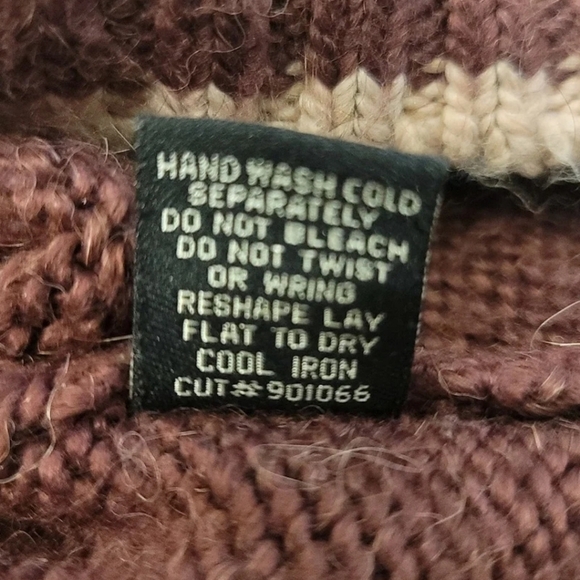 HAND WASH COLD
SEPARATELY
DO NOT BLEACH
DO NOT TWIST
OR WRING
RESHAPE LAY
FLAT TO DRY
COOL IRON
CUT# 901066